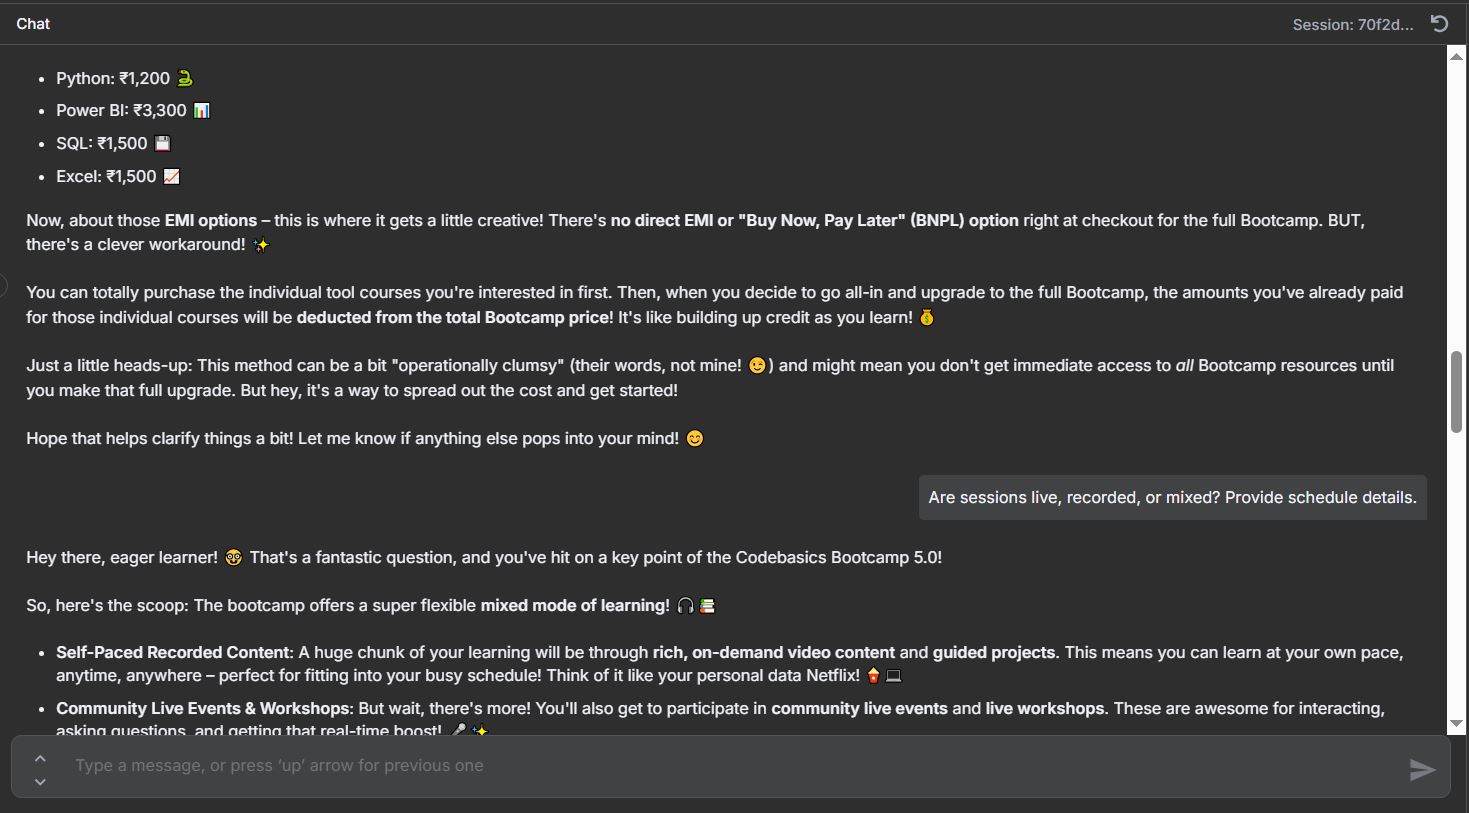 Chat
Session: 70f2d...
• Python: ₹1,200 🐍
• Power BI: ₹3,300 📊
• SQL: ₹1,500 💾
• Excel: ₹1,500 📈
Now, about those EMI options – this is where it gets a little creative! There's no direct EMI or "Buy Now, Pay Later" (BNPL) option right at checkout for the full Bootcamp. BUT,
there's a clever workaround! ✨
You can totally purchase the individual tool courses you're interested in first. Then, when you decide to go all-in and upgrade to the full Bootcamp, the amounts you've already paid
for those individual courses will be deducted from the total Bootcamp price! It's like building up credit as you learn! 💰
Just a little heads-up: This method can be a bit "operationally clumsy" (their words, not mine! 😉) and might mean you don't get immediate access to all Bootcamp resources until
you make that full upgrade. But hey, it's a way to spread out the cost and get started!
Hope that helps clarify things a bit! Let me know if anything else pops into your mind! 😊
Are sessions live, recorded, or mixed? Provide schedule details.
Hey there, eager learner! 🤓 That's a fantastic question, and you've hit on a key point of the Codebasics Bootcamp 5.0!
So, here's the scoop: The bootcamp offers a super flexible mixed mode of learning! 🎧📚
• Self-Paced Recorded Content: A huge chunk of your learning will be through rich, on-demand video content and guided projects. This means you can learn at your own pace,
anytime, anywhere – perfect for fitting into your busy schedule! Think of it like your personal data Netflix! 🍿💻
• Community Live Events & Workshops: But wait, there's more! You'll also get to participate in community live events and live workshops. These are awesome for interacting,
asking questions, and getting that real-time boost! 🎤✨
Type a message, or press ‘up’ arrow for previous one